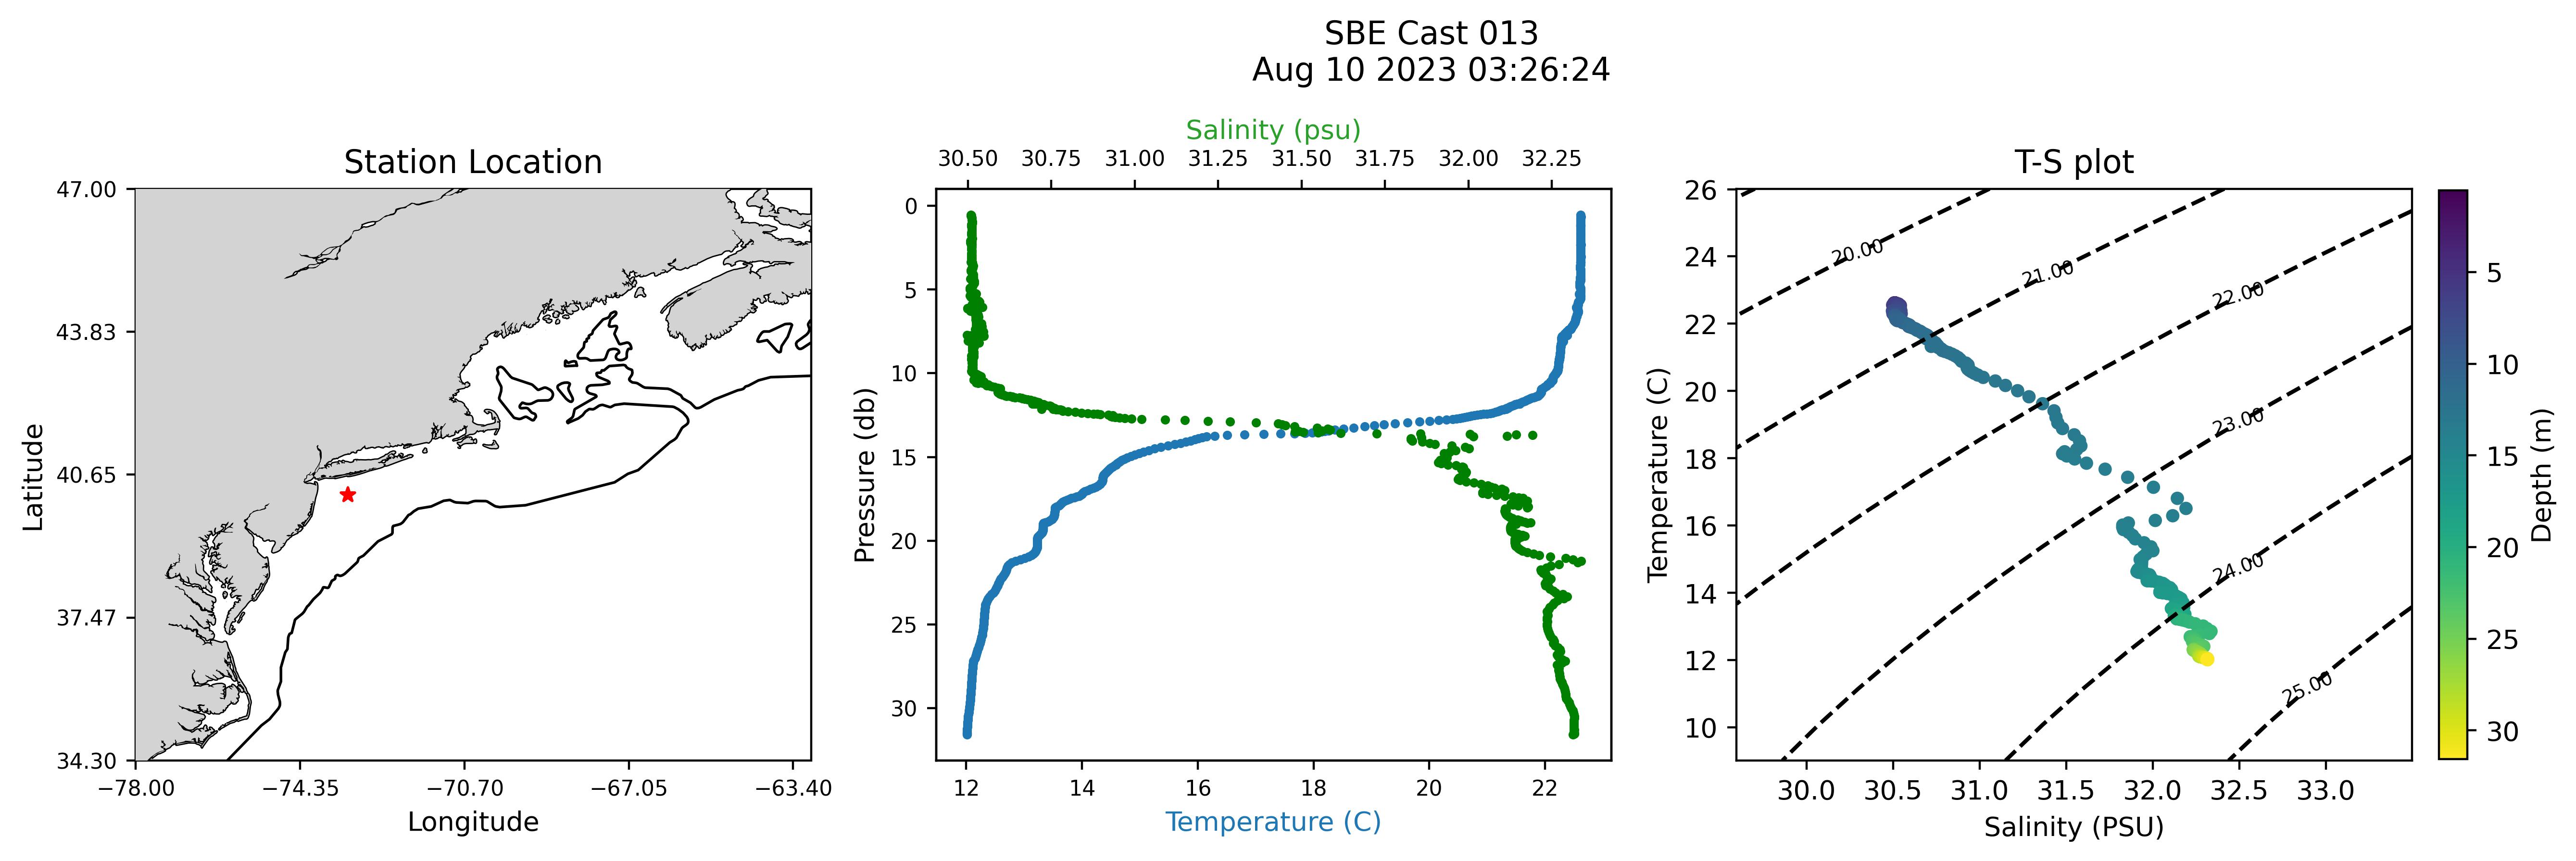 SBE Cast 013
Aug 10 2023 03:26:24
Station Location
47.00
43.83
40.65
37.47
34.30
Latitude
−78.00 −74.35 −70.70 −67.05 −63.40
Longitude
Salinity (psu)
30.50 30.75 31.00 31.25 31.50 31.75 32.00 32.25
0
5
10
15
20
25
30
Pressure (db)
12 14 16 18 20 22
Temperature (C)
T-S plot
26
24
22
20
18
16
14
12
10
Temperature (C)
20.00
21.00
22.00
23.00
24.00
25.00
30.0 30.5 31.0 31.5 32.0 32.5 33.0
Salinity (PSU)
5
10
15
20
25
30
Depth (m)